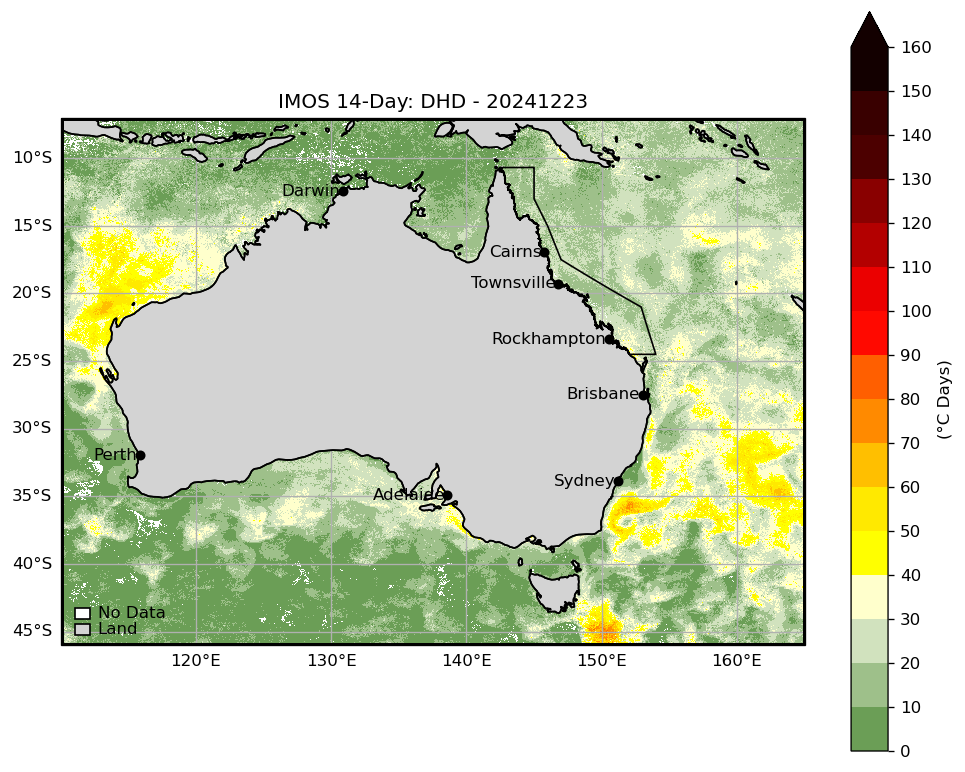 IMOS 14-Day: DHD - 20241223
160
150
10°S
140
130
Darwin
120
15°S
Cairns
110
20°S
Townsville
100
Rockhampton
90
25°S
80
(°C Days)
Brisbane
70
30°S
Perth
60
Sydney
35°S
Adelaide
50
40°S
40
No Data
30
45°S
Land
120°E
130°E
140°E
150°E
160°E
20
10
0